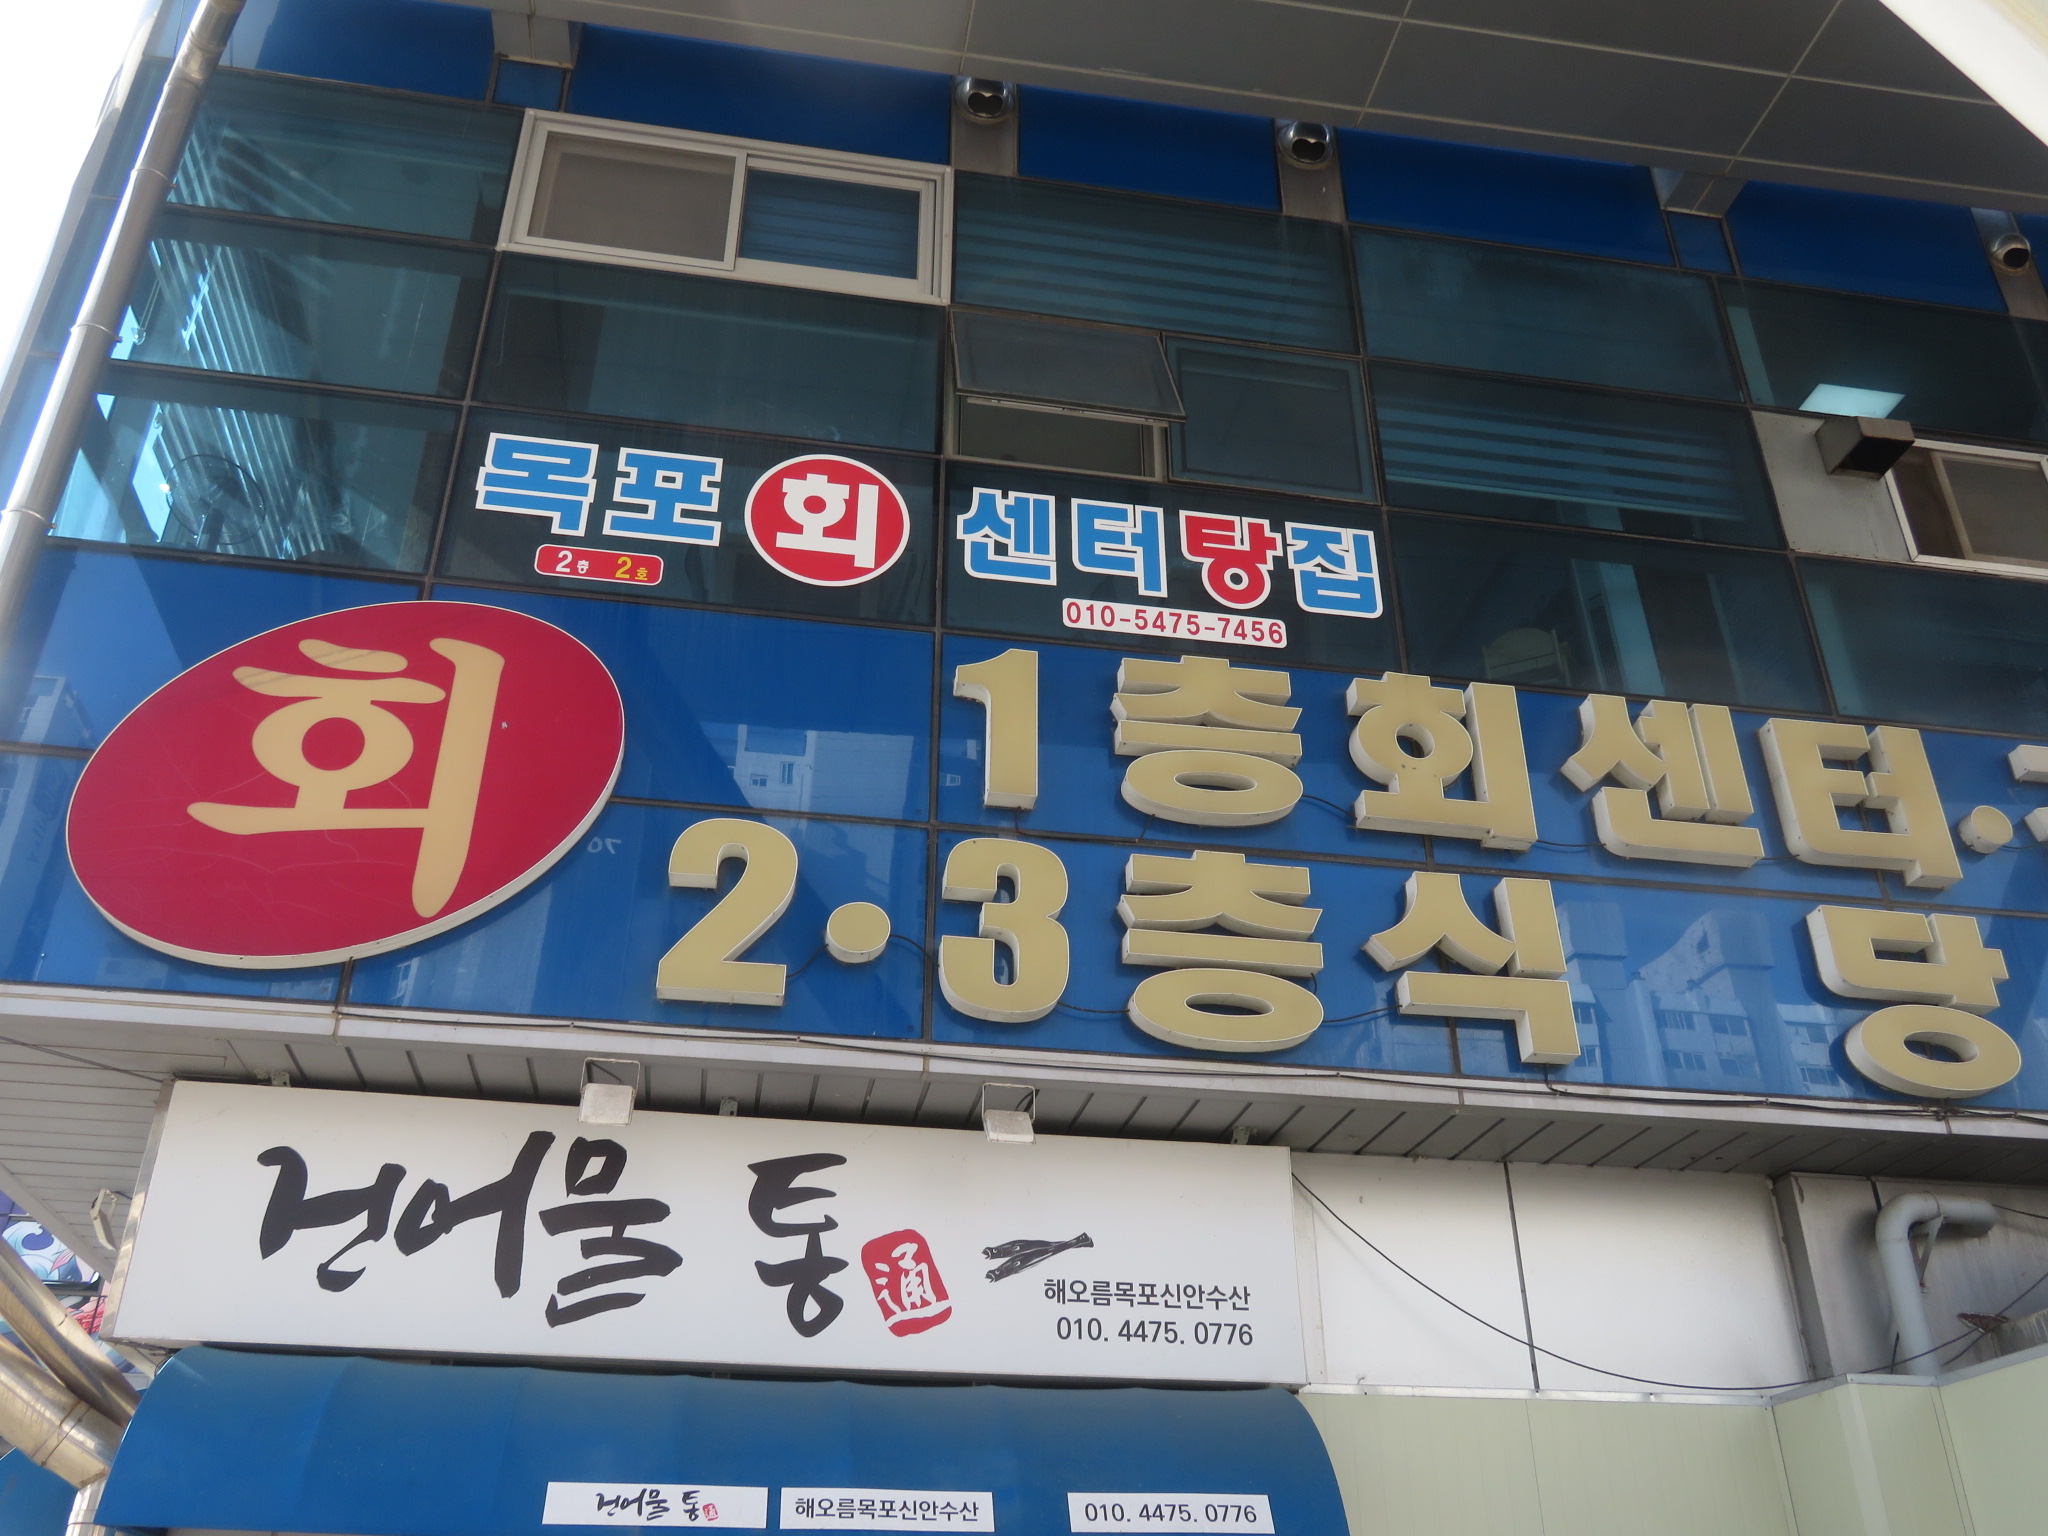 목포 회 센터탕집
2층 2호
010-5475-7456
회
1층회센터·
2·3층식당
건어물 통 通
해오름목포신안수산
010. 4475. 0776
건어물 통 通
해오름목포신안수산
010. 4475. 0776